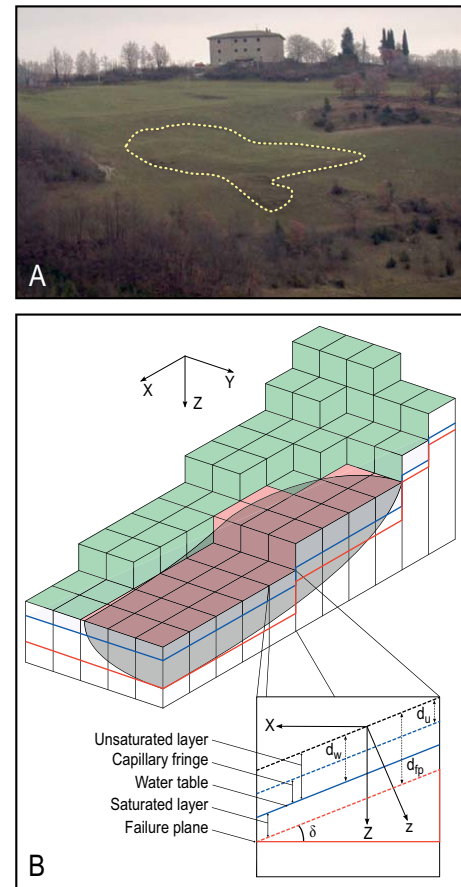 A
X
Y
Z
X
d_u
d_w
d_fp
Unsaturated layer
Capillary fringe
Water table
Saturated layer
Failure plane
δ
Z
z
B